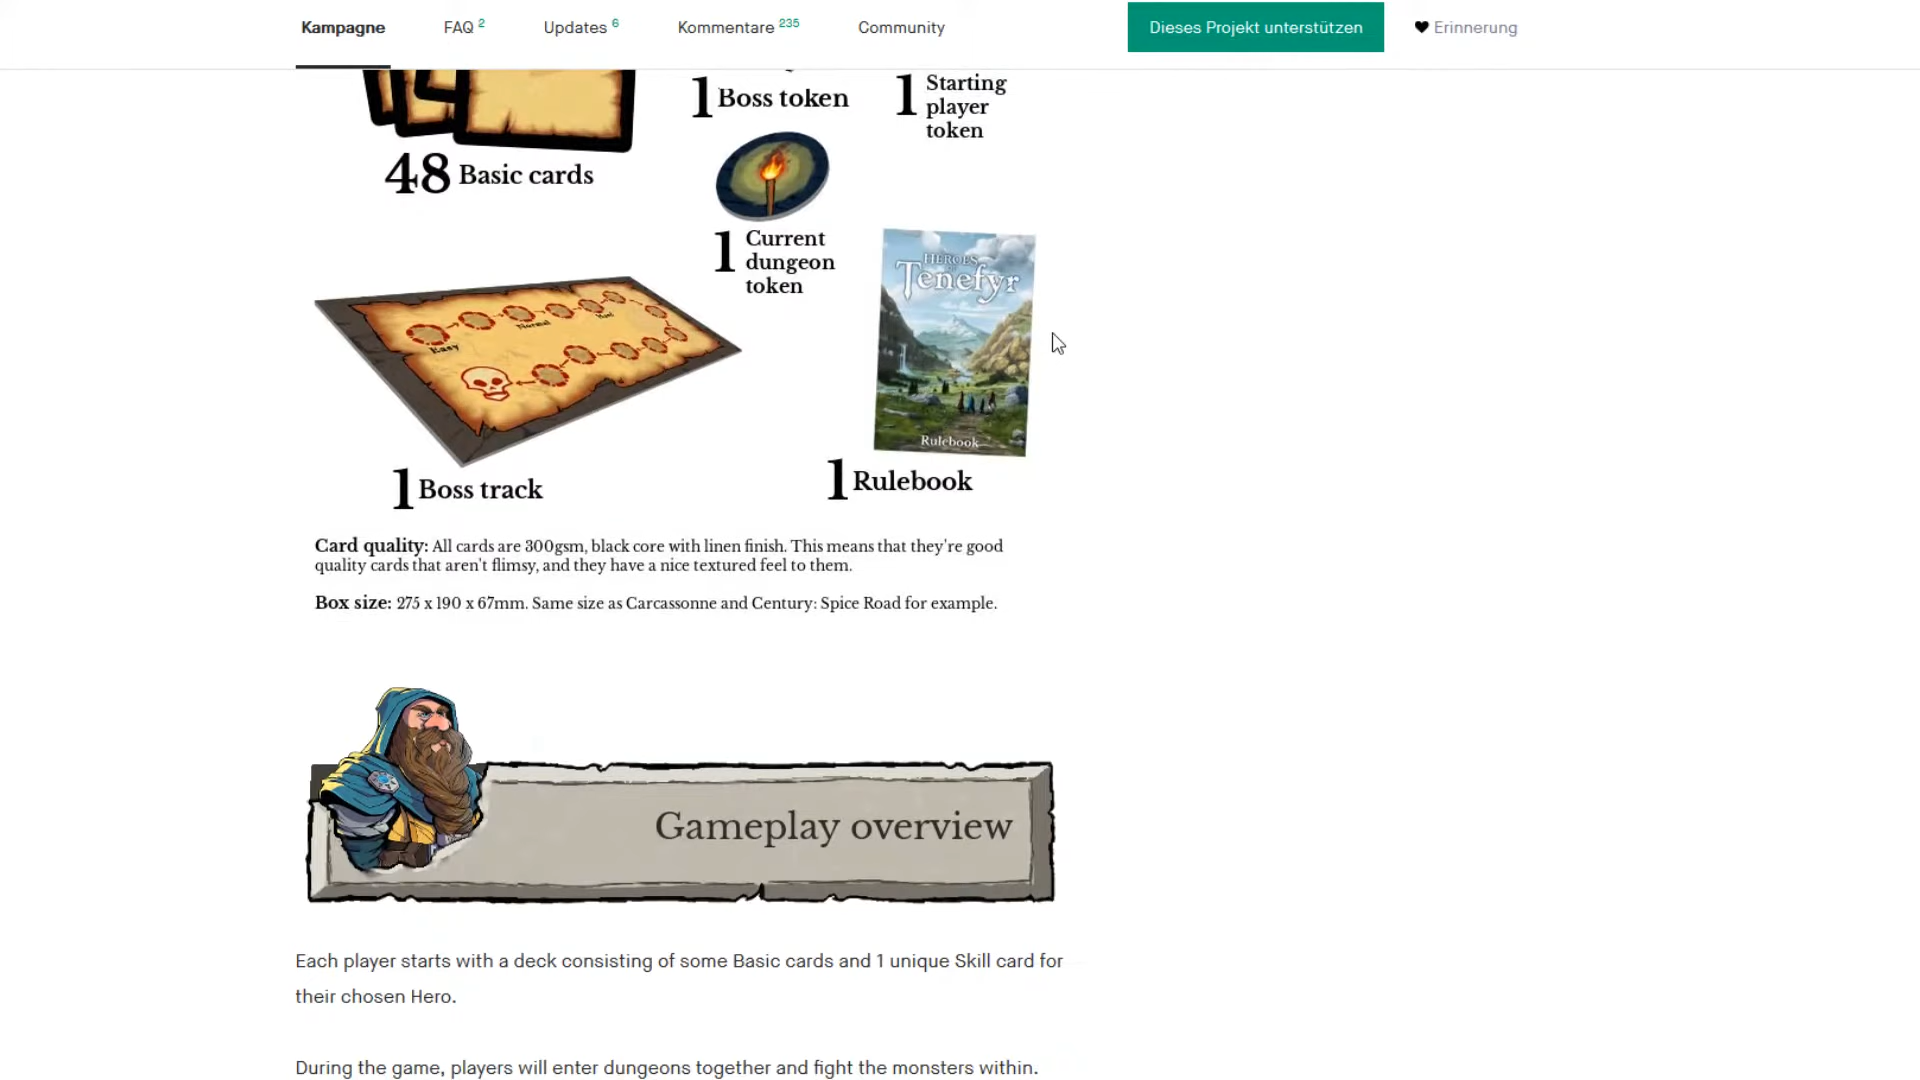 Kampagne
FAQ 2
Updates 6
Kommentare 235
Community
Dieses Projekt unterstützen
Erinnerung
1 Boss token
1 Starting
player
token
48 Basic cards
1 Current
dungeon
token
HEROES
Tenefyr
Rulebook
Easy
Normal
Hard
1 Boss track
1 Rulebook
Card quality: All cards are 300gsm, black core with linen finish. This means that they're good
quality cards that aren't flimsy, and they have a nice textured feel to them.
Box size: 275 x 190 x 67mm. Same size as Carcassonne and Century: Spice Road for example.
Gameplay overview
Each player starts with a deck consisting of some Basic cards and 1 unique Skill card for
their chosen Hero.
During the game, players will enter dungeons together and fight the monsters within.